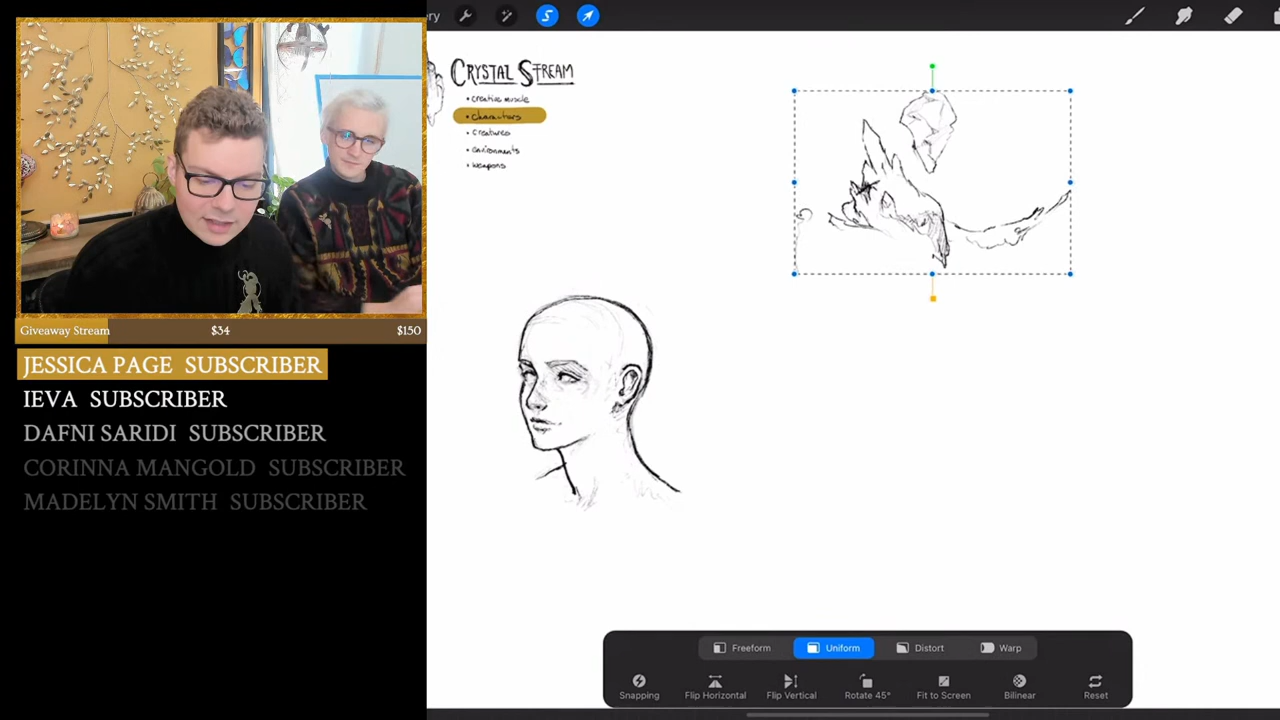 ry
CRYSTAL STREAM
• creative muscle
• characters
• creatures
• environments
• weapons
Giveaway Stream $34 $150
JESSICA PAGE SUBSCRIBER
IEVA SUBSCRIBER
DAFNI SARIDI SUBSCRIBER
CORINNA MANGOLD SUBSCRIBER
MADELYN SMITH SUBSCRIBER
Freeform Uniform Distort Warp
Snapping Flip Horizontal Flip Vertical Rotate 45° Fit to Screen Bilinear Reset